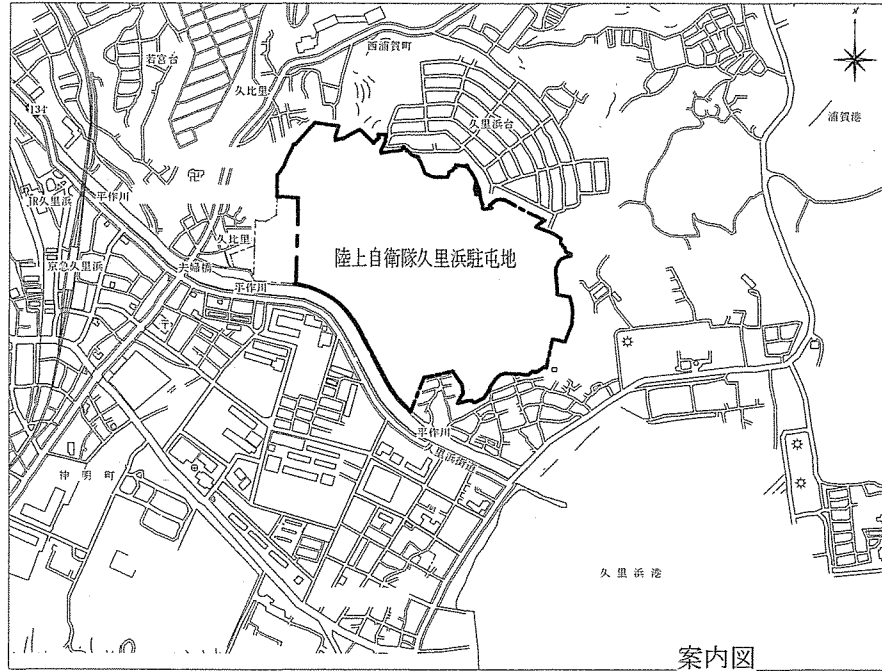 西浦賀町
若宮台
久比里
134
久里浜台
浦賀港
JR久里浜
平作川
久比里
陸上自衛隊久里浜駐屯地
京急久里浜
夫婦橋
平作川
平作川
久里浜街道
神明町
久里浜港
案内図